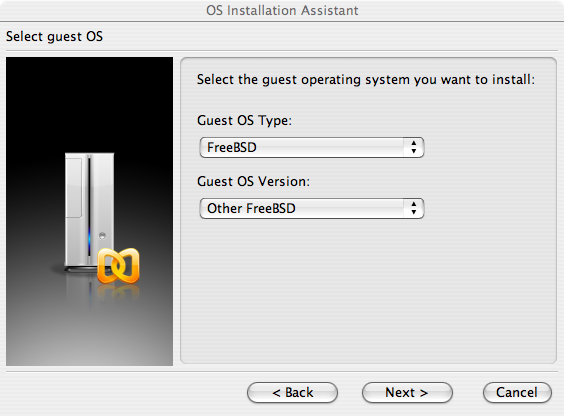 OS Installation Assistant
Select guest OS
Select the guest operating system you want to install:
Guest OS Type:
FreeBSD
Guest OS Version:
Other FreeBSD
< Back
Next >
Cancel